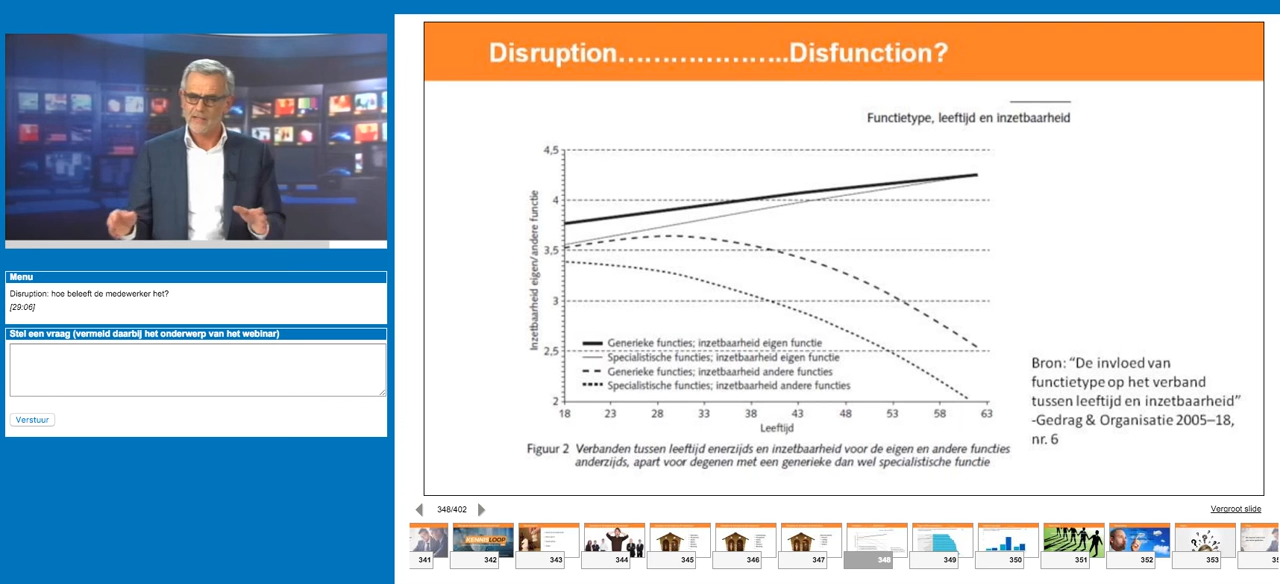 Disruption………………..Disfunction?
Functietype, leeftijd en inzetbaarheid
4,5
4
3,5
3
2,5
2
Inzetbaarheid eigen/andere functie
Generieke functies; inzetbaarheid eigen functie
Specialistische functies; inzetbaarheid eigen functie
Generieke functies; inzetbaarheid andere functies
Specialistische functies; inzetbaarheid andere functies
18 23 28 33 38 43 48 53 58 63
Leeftijd
Figuur 2 Verbanden tussen leeftijd enerzijds en inzetbaarheid voor de eigen en andere functies
anderzijds, apart voor degenen met een generieke dan wel specialistische functie
Bron: “De invloed van
functietype op het verband
tussen leeftijd en inzetbaarheid”
-Gedrag & Organisatie 2005–18,
nr. 6
Menu
Disruption: hoe beleeft de medewerker het?
[29:06]
Stel een vraag (vermeld daarbij het onderwerp van het webinar)
Verstuur
348/402
Vergroot slide
KENNISLOOP
341 342 343 344 345 346 347 348 349 350 351 352 353